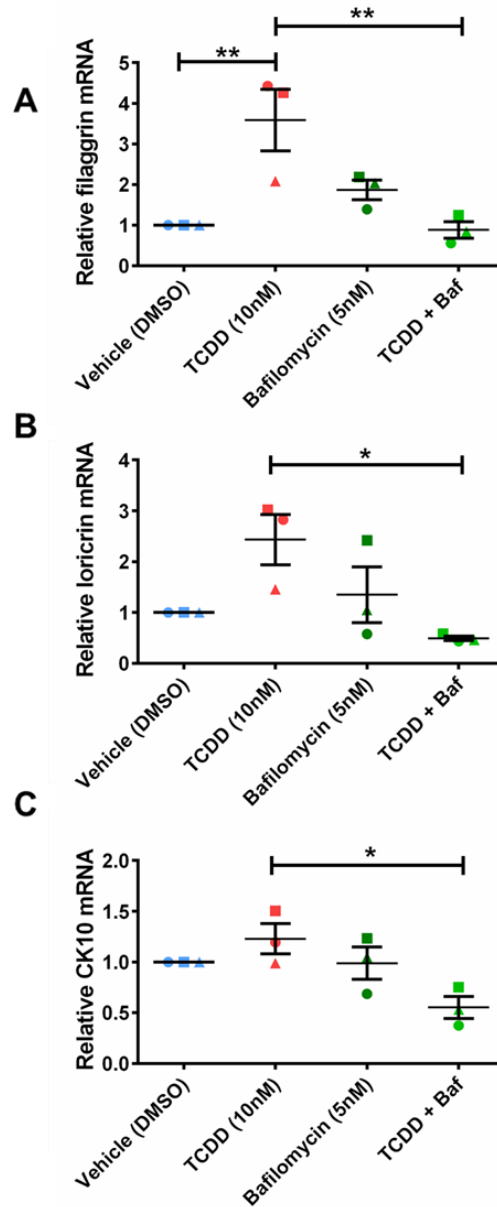 A
Relative filaggrin mRNA
**
**
5
4
3
2
1
0
Vehicle (DMSO)
TCDD (10nM)
Bafilomycin (5nM)
TCDD + Baf
B
Relative loricrin mRNA
*
4
3
2
1
0
Vehicle (DMSO)
TCDD (10nM)
Bafilomycin (5nM)
TCDD + Baf
C
Relative CK10 mRNA
*
2.0
1.5
1.0
0.5
0.0
Vehicle (DMSO)
TCDD (10nM)
Bafilomycin (5nM)
TCDD + Baf